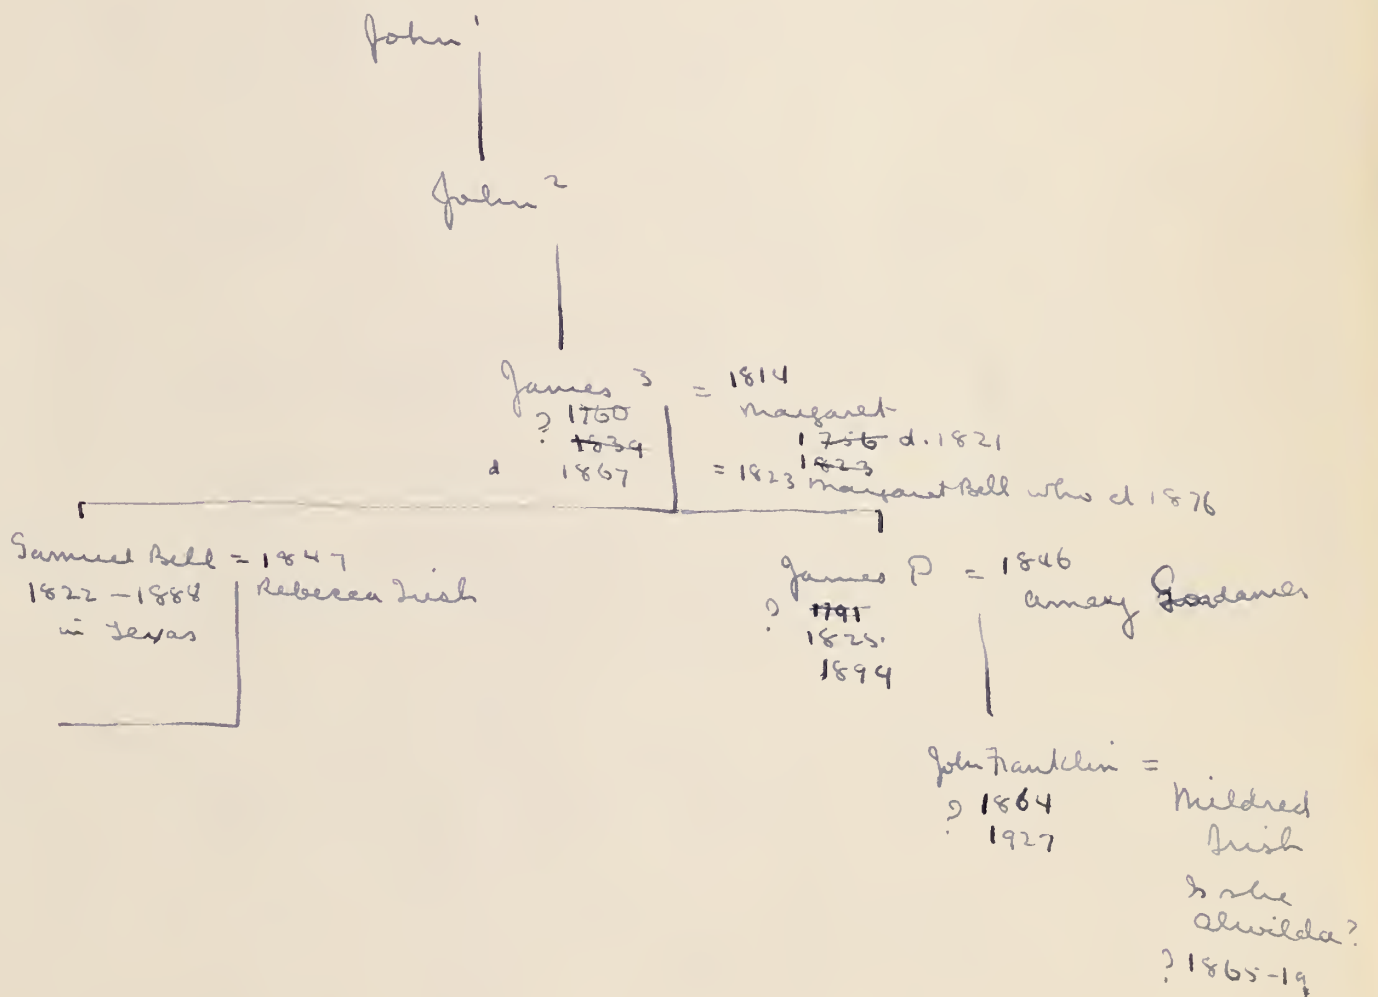 John 1
John 2
James 3 = 1814
Margaret
? 1760
1756 d. 1821
1839
1823
d 1867 = 1823 Margaret Bell who d 1876
Samuel Bell = 1847
1822 - 1888 Rebecca Irish
in Texas
James P = 1846
Amaxy
? 1791
1825.
1894
John Franklin =
Mildred
Irish
? 1864
1927
Is she
Alwilda?
? 1865-19